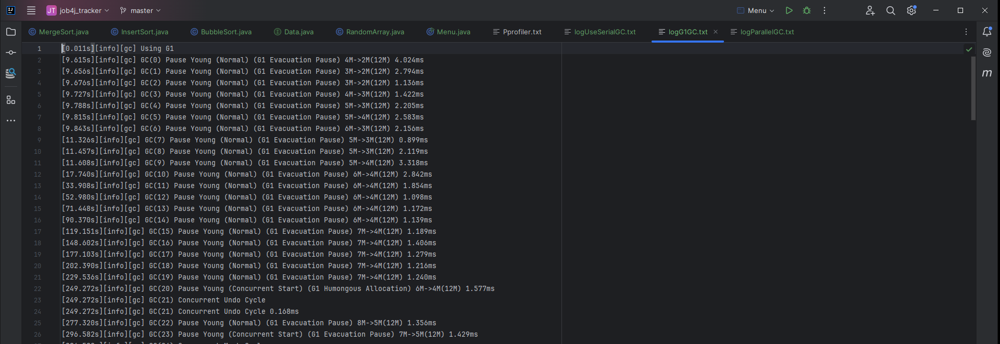 JT job4j_tracker master Menu
MergeSort.java InsertSort.java BubbleSort.java Data.java RandomArray.java Menu.java Pprofiler.txt logUseSerialGC.txt logG1GC.txt logParallelGC.txt
1 [0.011s][info][gc] Using G1
2 [9.615s][info][gc] GC(0) Pause Young (Normal) (G1 Evacuation Pause) 4M->2M(12M) 4.024ms
3 [9.656s][info][gc] GC(1) Pause Young (Normal) (G1 Evacuation Pause) 3M->2M(12M) 2.794ms
4 [9.676s][info][gc] GC(2) Pause Young (Normal) (G1 Evacuation Pause) 3M->2M(12M) 1.136ms
5 [9.727s][info][gc] GC(3) Pause Young (Normal) (G1 Evacuation Pause) 4M->3M(12M) 1.422ms
6 [9.788s][info][gc] GC(4) Pause Young (Normal) (G1 Evacuation Pause) 5M->3M(12M) 2.205ms
7 [9.815s][info][gc] GC(5) Pause Young (Normal) (G1 Evacuation Pause) 5M->4M(12M) 2.583ms
8 [9.843s][info][gc] GC(6) Pause Young (Normal) (G1 Evacuation Pause) 6M->3M(12M) 2.156ms
9 [11.326s][info][gc] GC(7) Pause Young (Normal) (G1 Evacuation Pause) 5M->3M(12M) 0.899ms
10 [11.457s][info][gc] GC(8) Pause Young (Normal) (G1 Evacuation Pause) 5M->3M(12M) 2.119ms
11 [11.608s][info][gc] GC(9) Pause Young (Normal) (G1 Evacuation Pause) 5M->4M(12M) 3.318ms
12 [17.740s][info][gc] GC(10) Pause Young (Normal) (G1 Evacuation Pause) 6M->4M(12M) 2.842ms
13 [33.908s][info][gc] GC(11) Pause Young (Normal) (G1 Evacuation Pause) 6M->4M(12M) 1.854ms
14 [52.980s][info][gc] GC(12) Pause Young (Normal) (G1 Evacuation Pause) 6M->4M(12M) 1.098ms
15 [71.448s][info][gc] GC(13) Pause Young (Normal) (G1 Evacuation Pause) 6M->4M(12M) 1.172ms
16 [90.370s][info][gc] GC(14) Pause Young (Normal) (G1 Evacuation Pause) 6M->4M(12M) 1.139ms
17 [119.151s][info][gc] GC(15) Pause Young (Normal) (G1 Evacuation Pause) 7M->4M(12M) 1.189ms
18 [148.602s][info][gc] GC(16) Pause Young (Normal) (G1 Evacuation Pause) 7M->4M(12M) 1.406ms
19 [177.103s][info][gc] GC(17) Pause Young (Normal) (G1 Evacuation Pause) 7M->4M(12M) 1.279ms
20 [202.390s][info][gc] GC(18) Pause Young (Normal) (G1 Evacuation Pause) 7M->4M(12M) 1.216ms
21 [229.536s][info][gc] GC(19) Pause Young (Normal) (G1 Evacuation Pause) 7M->4M(12M) 1.240ms
22 [249.272s][info][gc] GC(20) Pause Young (Concurrent Start) (G1 Humongous Allocation) 6M->4M(12M) 1.577ms
23 [249.272s][info][gc] GC(21) Concurrent Undo Cycle
24 [249.272s][info][gc] GC(21) Concurrent Undo Cycle 0.168ms
25 [277.320s][info][gc] GC(22) Pause Young (Normal) (G1 Evacuation Pause) 8M->5M(12M) 1.356ms
26 [296.582s][info][gc] GC(23) Pause Young (Concurrent Start) (G1 Evacuation Pause) 7M->5M(12M) 1.429ms